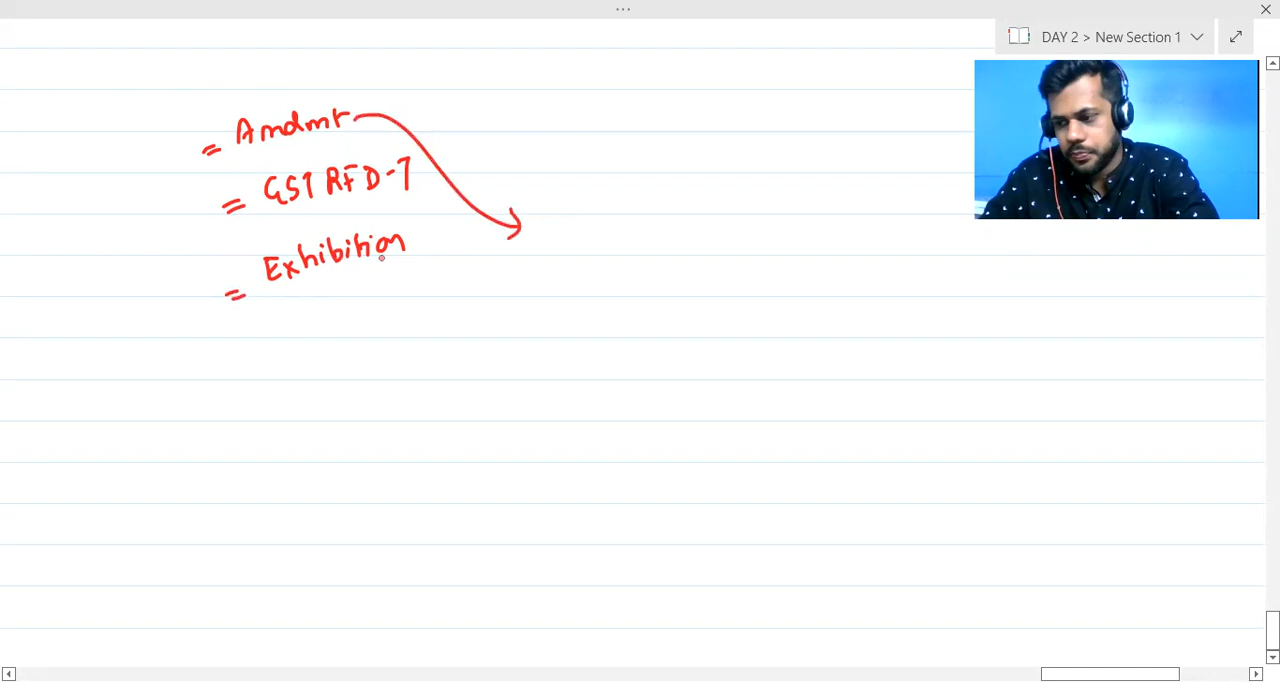 DAY 2 > New Section 1
= Amdmt
= GST RFD-7
= Exhibition